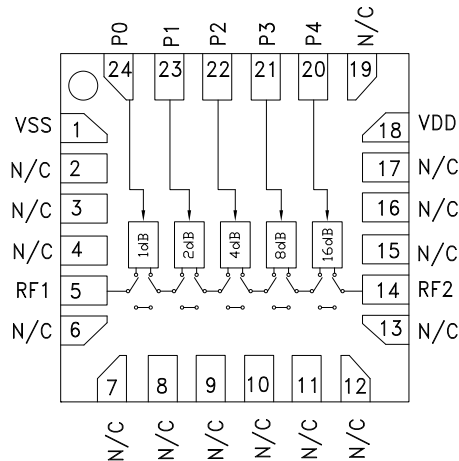 P0 P1 P2 P3 P4 N/C
24 23 22 21 20 19
VSS 1 18 VDD
N/C 2 17 N/C
N/C 3 16 N/C
1dB 2dB 4dB 8dB 16dB
N/C 4 15 N/C
RF1 5 14 RF2
N/C 6 13 N/C
7 8 9 10 11 12
N/C N/C N/C N/C N/C N/C